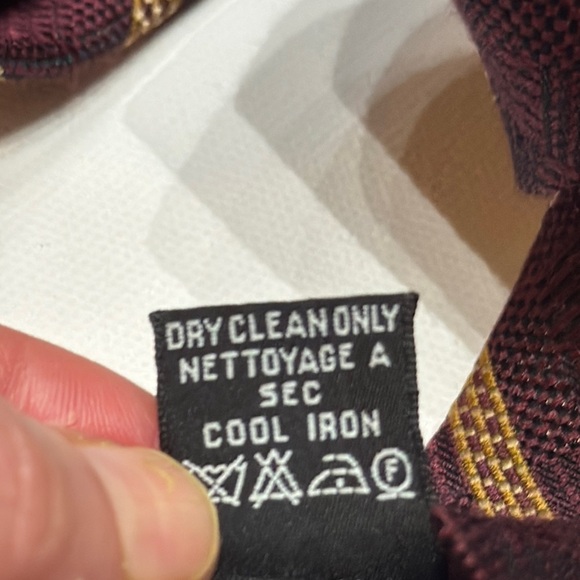 DRY CLEAN ONLY
NETTOYAGE A
SEC
COOL IRON
F